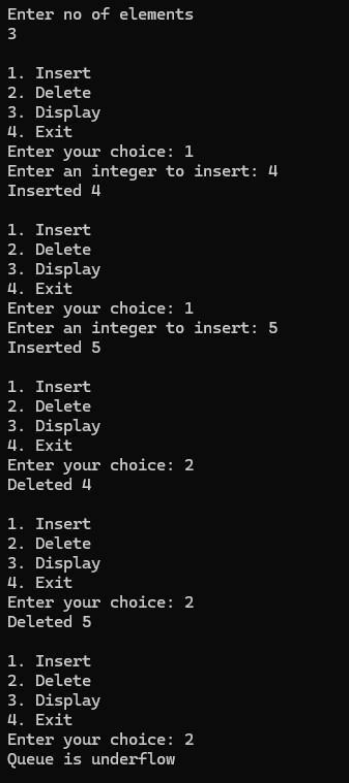 Enter no of elements
3
1. Insert
2. Delete
3. Display
4. Exit
Enter your choice: 1
Enter an integer to insert: 4
Inserted 4
1. Insert
2. Delete
3. Display
4. Exit
Enter your choice: 1
Enter an integer to insert: 5
Inserted 5
1. Insert
2. Delete
3. Display
4. Exit
Enter your choice: 2
Deleted 4
1. Insert
2. Delete
3. Display
4. Exit
Enter your choice: 2
Deleted 5
1. Insert
2. Delete
3. Display
4. Exit
Enter your choice: 2
Queue is underflow